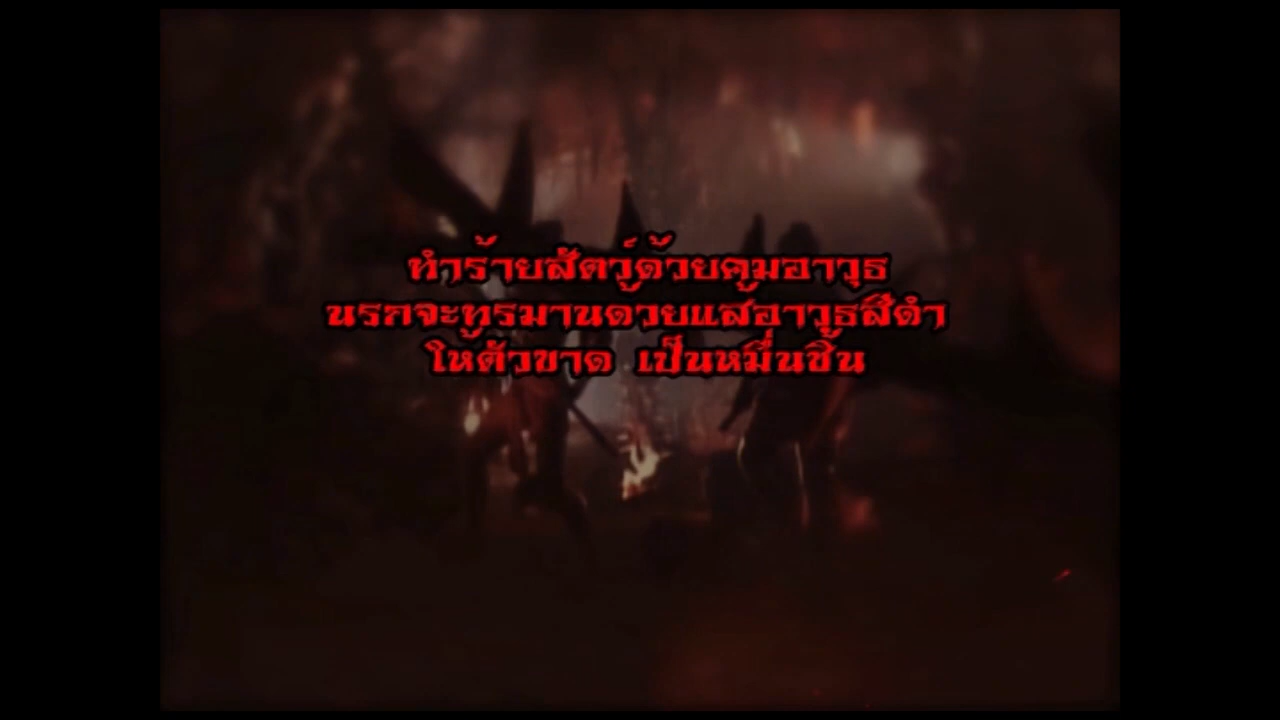 ทำร้ายสัตว์ด้วยคมอาวุธ
นรกจะทรมานด้วยแส้อาวุธสีดำ
ให้ตัวขาด เป็นหมื่นชิ้น